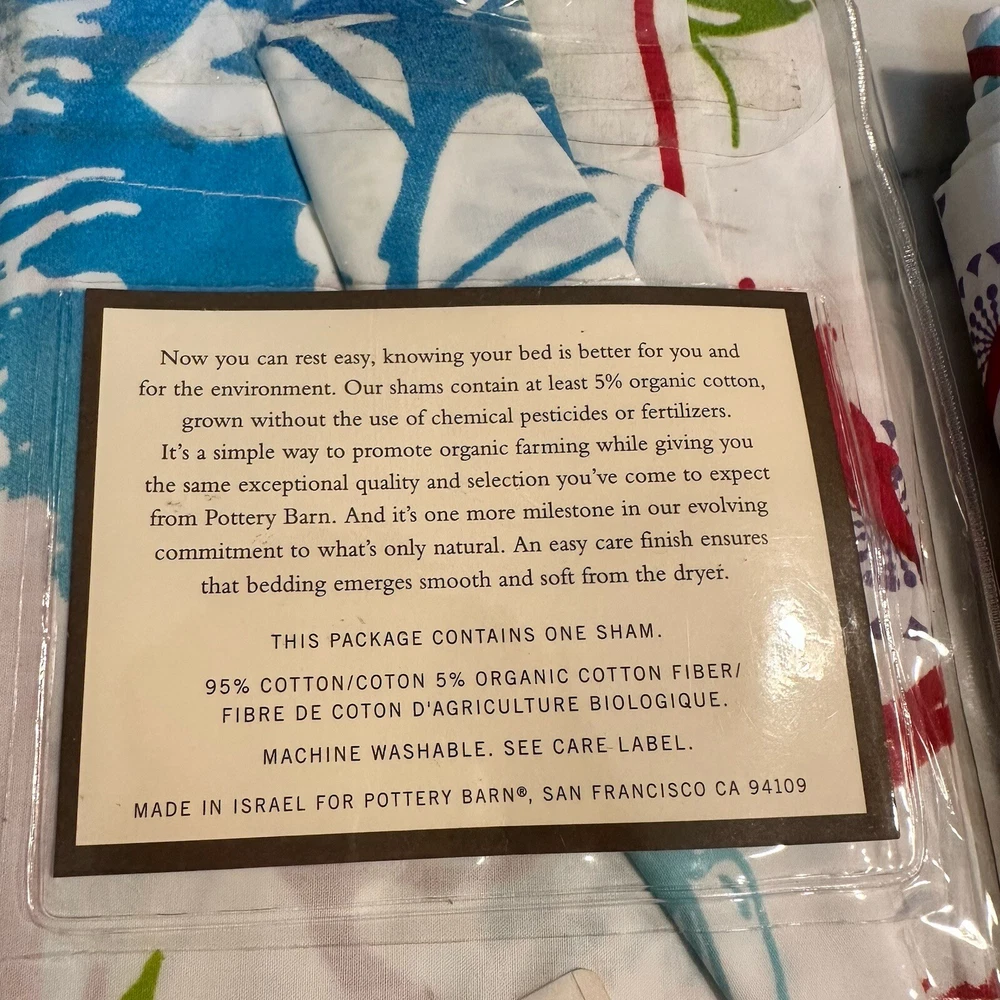 Now you can rest easy, knowing your bed is better for you and
for the environment. Our shams contain at least 5% organic cotton,
grown without the use of chemical pesticides or fertilizers.
It's a simple way to promote organic farming while giving you
the same exceptional quality and selection you've come to expect
from Pottery Barn. And it's one more milestone in our evolving
commitment to what's only natural. An easy care finish ensures
that bedding emerges smooth and soft from the dryer.
THIS PACKAGE CONTAINS ONE SHAM.
95% COTTON/COTON 5% ORGANIC COTTON FIBER/
FIBRE DE COTON D'AGRICULTURE BIOLOGIQUE.
MACHINE WASHABLE. SEE CARE LABEL.
MADE IN ISRAEL FOR POTTERY BARN®, SAN FRANCISCO CA 94109